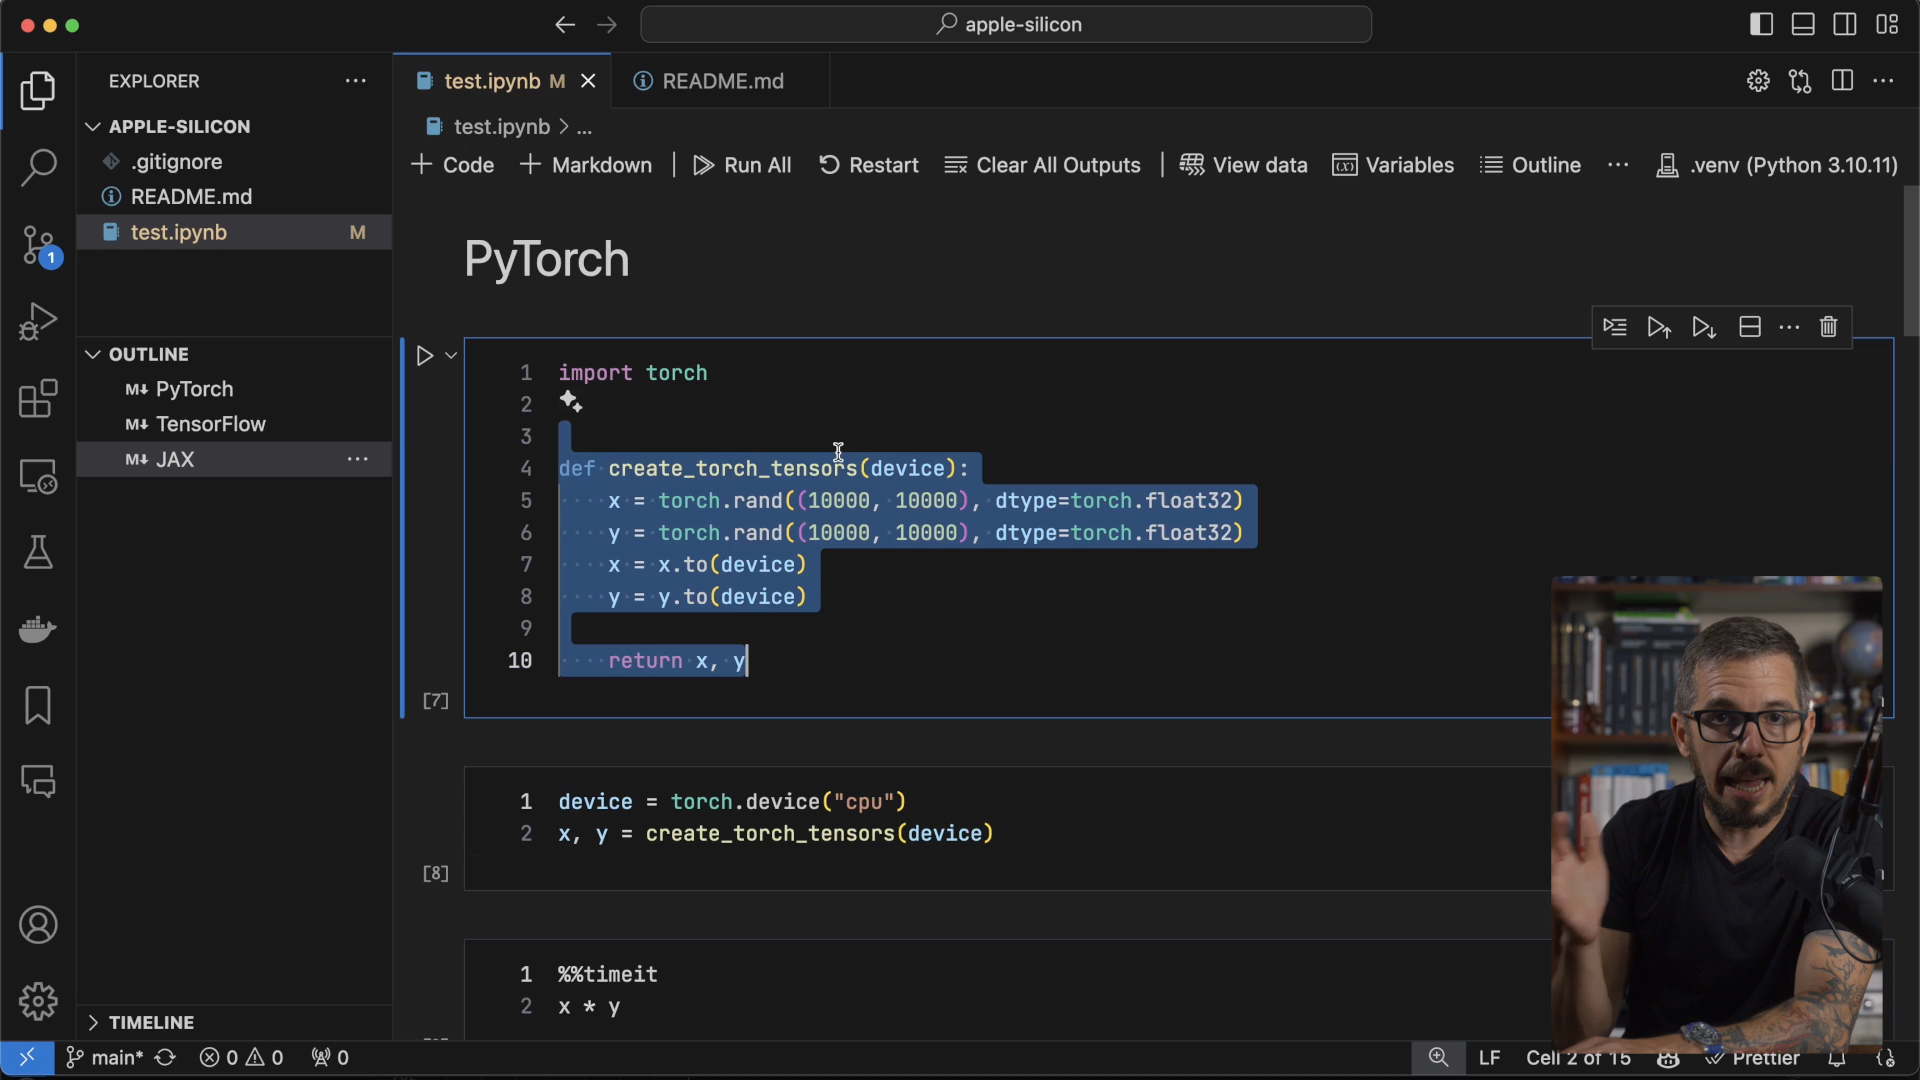 apple-silicon
EXPLORER
APPLE-SILICON
.gitignore
README.md
test.ipynb M
OUTLINE
M↓ PyTorch
M↓ TensorFlow
M↓ JAX
TIMELINE
1
test.ipynb M
README.md
test.ipynb > ...
+ Code + Markdown | Run All Restart Clear All Outputs | View data Variables Outline ... .venv (Python 3.10.11)
PyTorch
1 import torch
2
3
4 def create_torch_tensors(device):
5 x = torch.rand((10000, 10000), dtype=torch.float32)
6 y = torch.rand((10000, 10000), dtype=torch.float32)
7 x = x.to(device)
8 y = y.to(device)
9
10 return x, y
[7]
1 device = torch.device("cpu")
2 x, y = create_torch_tensors(device)
[8]
1 %%timeit
2 x * y
main* 0 0 0 LF Cell 2 of 15 Prettier